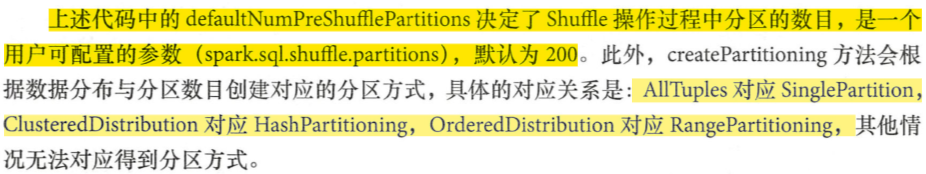 上述代码中的 defaultNumPreShufflePartitions 决定了 Shuffle 操作过程中分区的数目，是一个
用户可配置的参数（spark.sql.shuffle.partitions），默认为 200。此外，createPartitioning 方法会根
据数据分布与分区数目创建对应的分区方式，具体的对应关系是：AllTuples 对应 SinglePartition，
ClusteredDistribution 对应 HashPartitioning，OrderedDistribution 对应 RangePartitioning，其他情
况无法对应得到分区方式。